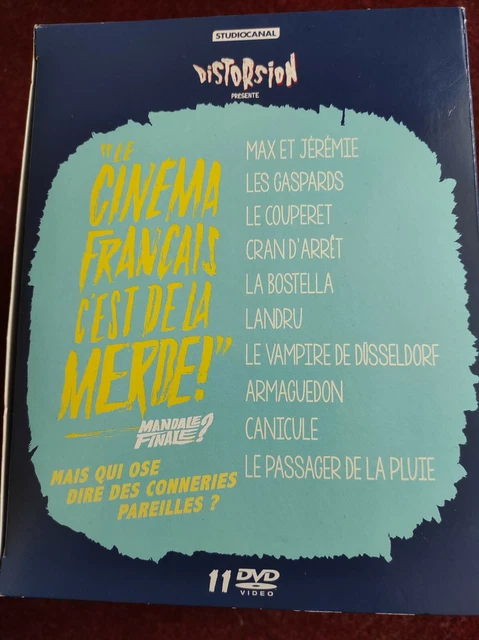 STUDIOCANAL
DISTORSION
PRÉSENTE
"LE
CINÉMA
FRANÇAIS
C'EST DE LA
MERDE!"
MANDALE
FINALE?
MAIS QUI OSE
DIRE DES CONNERIES
PAREILLES ?
MAX ET JÉRÉMIE
LES GASPARDS
LE COUPERET
CRAN D'ARRÊT
LA BOSTELLA
LANDRU
LE VAMPIRE DE DÜSSELDORF
ARMAGUEDON
CANICULE
LE PASSAGER DE LA PLUIE
11 DVD
VIDEO